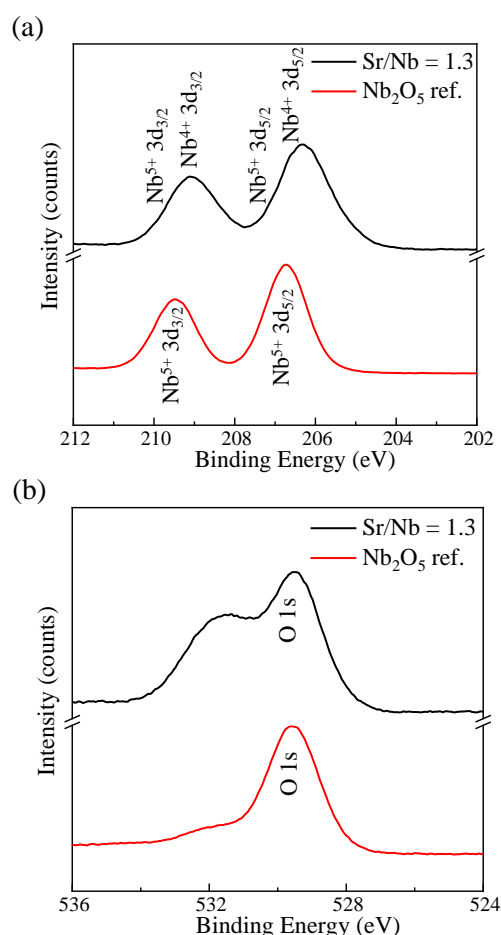 (a)
Sr/Nb = 1.3
Nb₂O₅ ref.
Nb⁵⁺ 3d₃/₂
Nb⁴⁺ 3d₃/₂
Nb⁵⁺ 3d₅/₂
Nb⁴⁺ 3d₅/₂
Nb⁵⁺ 3d₃/₂
Nb⁵⁺ 3d₅/₂
Intensity (counts)
212 210 208 206 204 202
Binding Energy (eV)
(b)
Sr/Nb = 1.3
Nb₂O₅ ref.
O 1s
O 1s
Intensity (counts)
536 532 528 524
Binding Energy (eV)